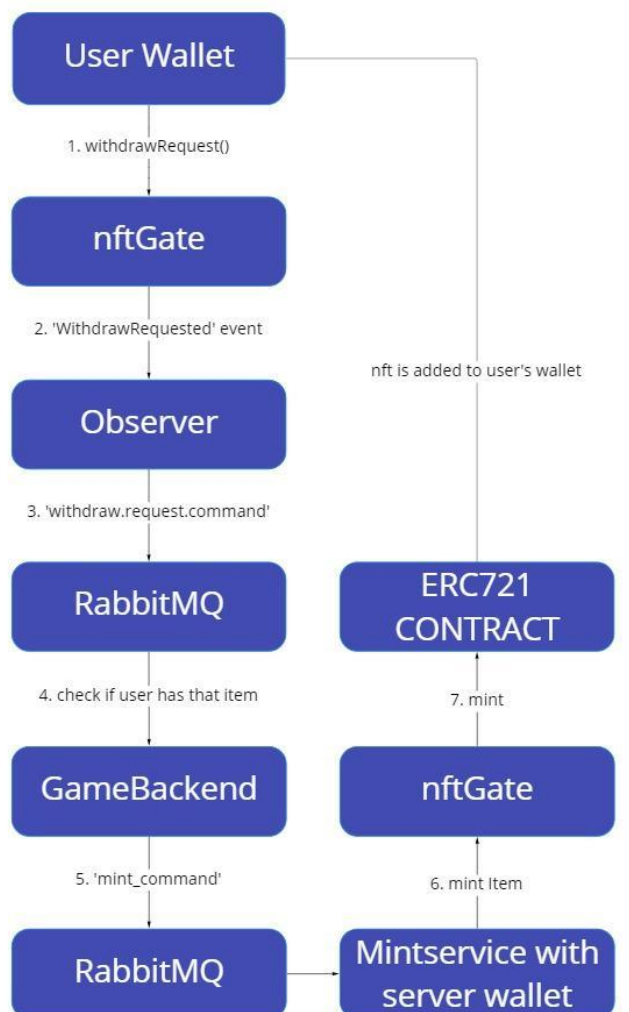 User Wallet
1. withdrawRequest()
nftGate
2. 'WithdrawRequested' event
Observer
3. 'withdraw.request.command'
RabbitMQ
4. check if user has that item
GameBackend
5. 'mint_command'
RabbitMQ
Mintservice with
server wallet
6. mint Item
nftGate
7. mint
ERC721
CONTRACT
nft is added to user's wallet